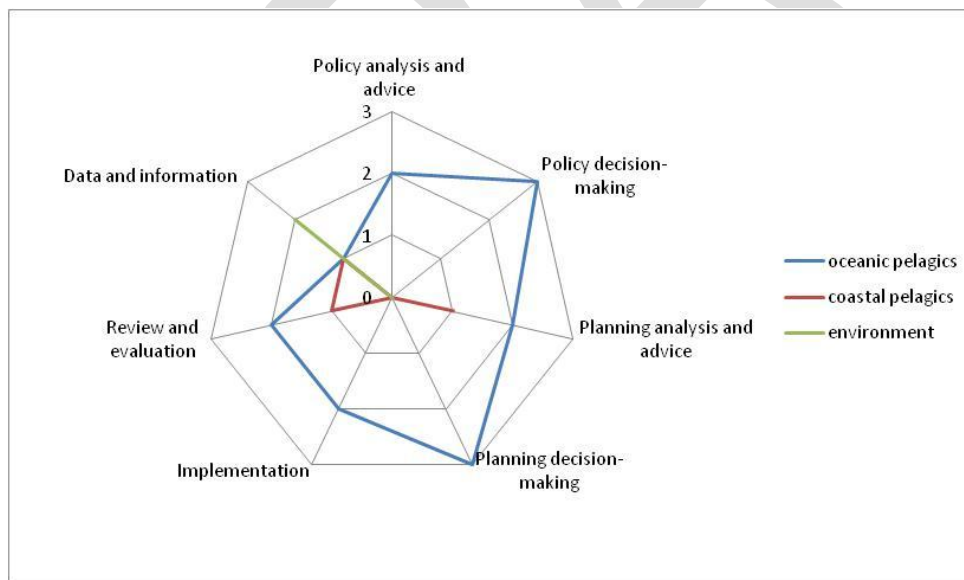 Policy analysis and
advice
3
Policy decision-
making
Data and information
2
1
oceanic pelagics
0
coastal pelagics
Review and
evaluation
Planning analysis and
advice
environment
Implementation
Planning decision-
making